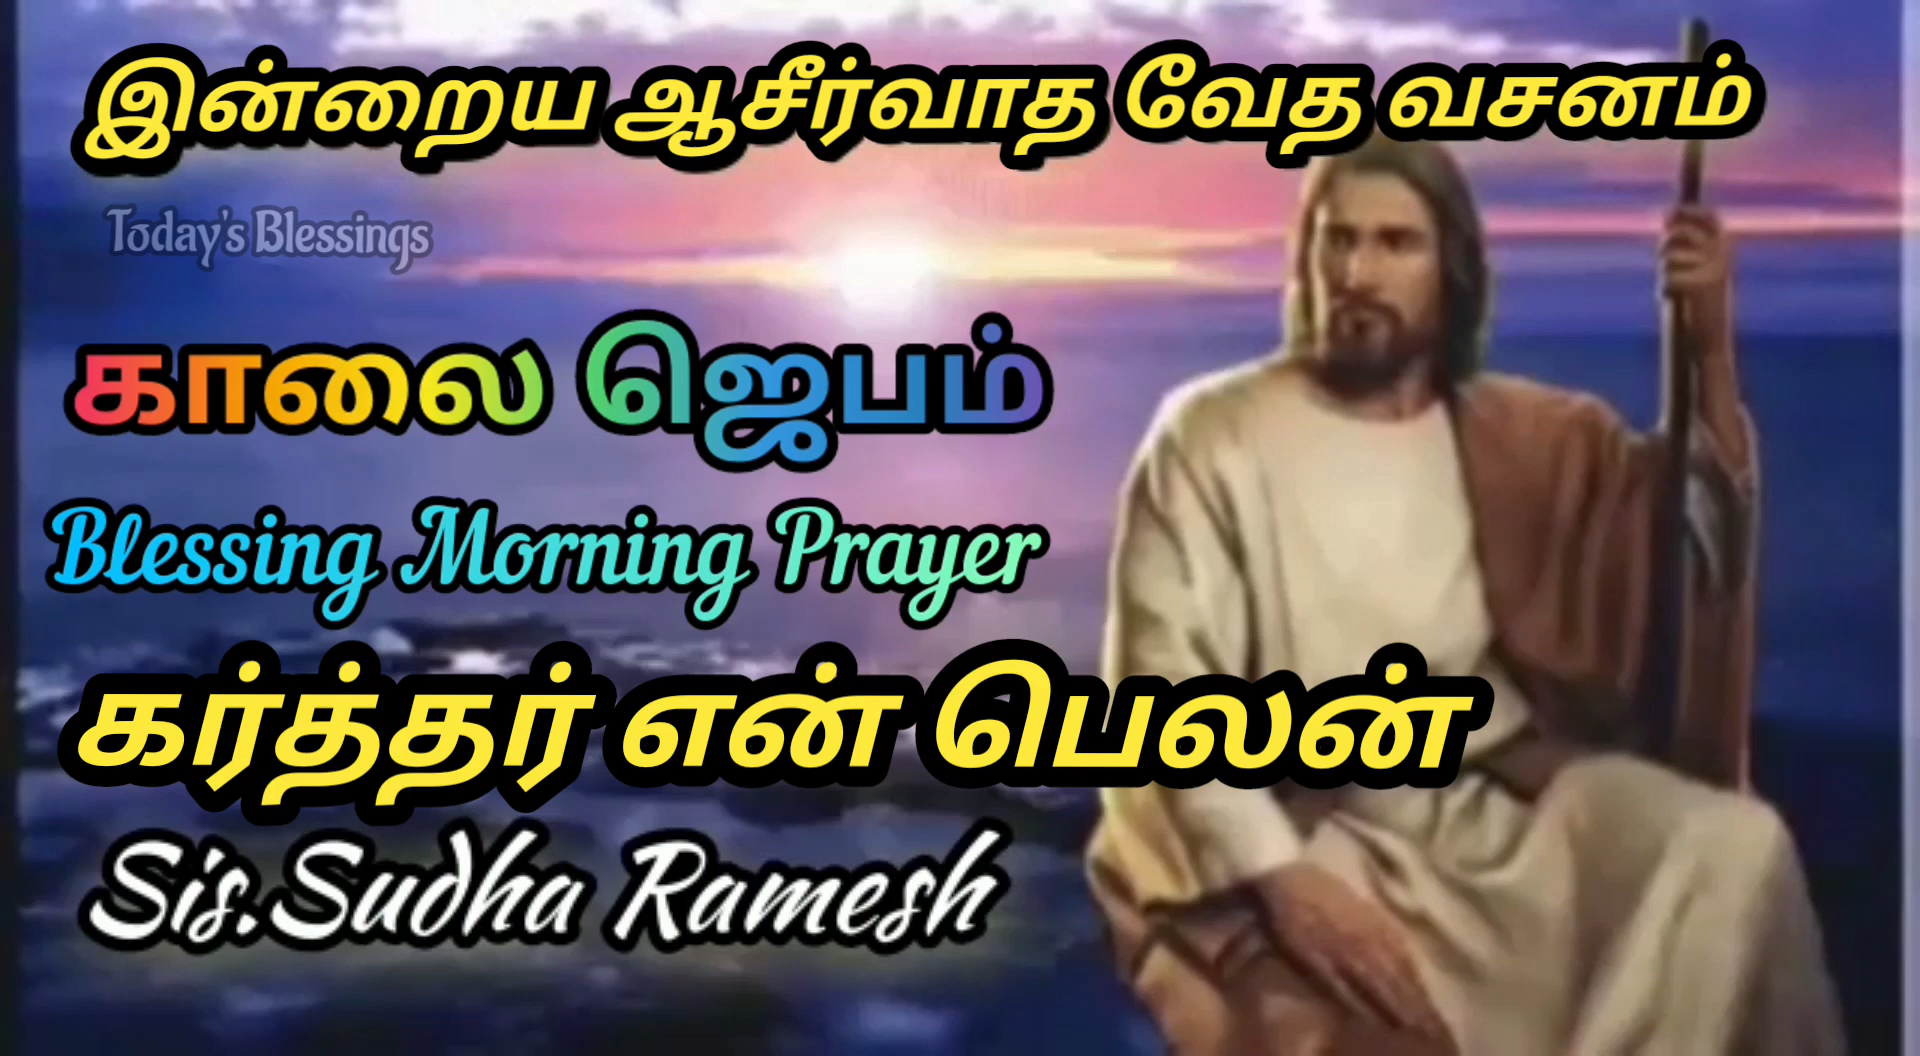 இன்றைய ஆசீர்வாத வேத வசனம்
Today's Blessings
காலை ஜெபம்
Blessing Morning Prayer
கர்த்தர் என் பெலன்
Sis.Sudha Ramesh